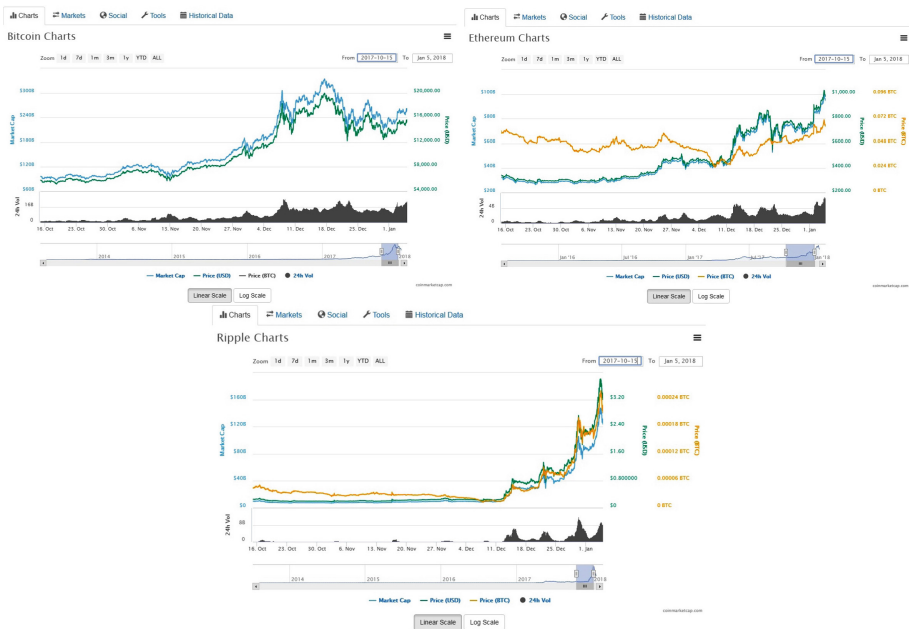 Charts Markets Social Tools Historical Data
Bitcoin Charts
Zoom 1d 7d 1m 3m 1y YTD ALL From 2017-10-15 To Jan 5, 2018
$300B $20,000.00
$240B $16,000.00
$180B $12,000.00
$120B $8,000.00
$60B $4,000.00
Market Cap
Price (USD)
24h Vol
16B
0
16. Oct 23. Oct 30. Oct 6. Nov 13. Nov 20. Nov 27. Nov 4. Dec 11. Dec 18. Dec 25. Dec 1. Jan
2014 2015 2016 2017 2018
Market Cap Price (USD) Price (BTC) 24h Vol
coinmarketcap.com
Linear Scale Log Scale
Charts Markets Social Tools Historical Data
Ethereum Charts
Zoom 1d 7d 1m 3m 1y YTD ALL From 2017-10-15 To Jan 5, 2018
$100B $1,000.00 0.096 BTC
$80B $800.00 0.072 BTC
$60B $600.00 0.048 BTC
$40B $400.00 0.024 BTC
$20B $200.00 0 BTC
Market Cap
Price (USD)
Price (BTC)
24h Vol
0
16. Oct 23. Oct 30. Oct 6. Nov 13. Nov 20. Nov 27. Nov 4. Dec 11. Dec 18. Dec 25. Dec 1. Jan
Jan '16 Jul '16 Jan '17 Jul '17 Jan '18
Market Cap Price (USD) Price (BTC) 24h Vol
coinmarketcap.com
Linear Scale Log Scale
Charts Markets Social Tools Historical Data
Ripple Charts
Zoom 1d 7d 1m 3m 1y YTD ALL From 2017-10-15 To Jan 5, 2018
$160B $3.20 0.00024 BTC
$120B $2.40 0.00018 BTC
$80B $1.60 0.00012 BTC
$40B $0.800000 0.00006 BTC
$0 $0 0 BTC
Market Cap
Price (USD)
Price (BTC)
24h Vol
8B
0
16. Oct 23. Oct 30. Oct 6. Nov 13. Nov 20. Nov 27. Nov 4. Dec 11. Dec 18. Dec 25. Dec 1. Jan
2014 2015 2016 2017 2018
Market Cap Price (USD) Price (BTC) 24h Vol
coinmarketcap.com
Linear Scale Log Scale